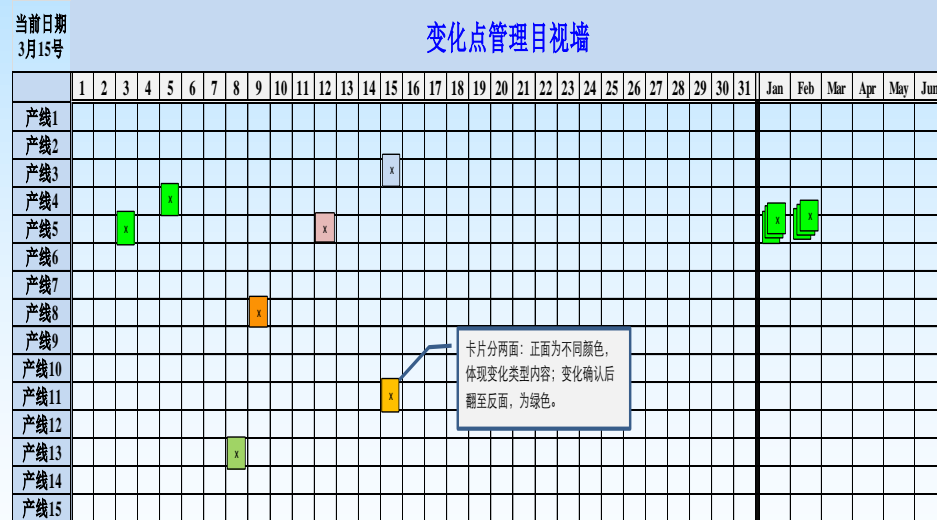 当前日期
3月15号
变化点管理目视墙
1 2 3 4 5 6 7 8 9 10 11 12 13 14 15 16 17 18 19 20 21 22 23 24 25 26 27 28 29 30 31 Jan Feb Mar Apr May Jun
产线1
产线2
产线3 x
产线4 x
产线5 x x x x
产线6
产线7
产线8 x
产线9
产线10
产线11 x
产线12
产线13 x
产线14
产线15
卡片分两面：正面为不同颜色，
体现变化类型内容；变化确认后
翻至反面，为绿色。